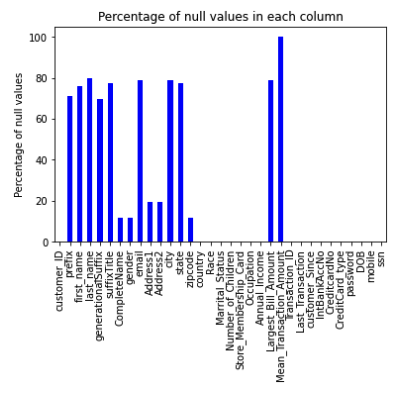 Percentage of null values in each column
Percentage of null values
100
80
60
40
20
0
customer_ID
prefix
first_name
last_name
generationalSuffix
suffixTitle
CompleteName
gender
email
Address1
Address2
city
state
zipcode
country
Race
Marrital_Status
Number_of_Children
Store_Membership_Card
Occupation
Annual_Income
Largest_Bill_Amount
Mean_Transaction_Amount
Transaction_ID
Last_Transaction
customer_Since
IntBankAccNo
CreditcardNo
CreditCard_type
password
DOB
mobile
ssn